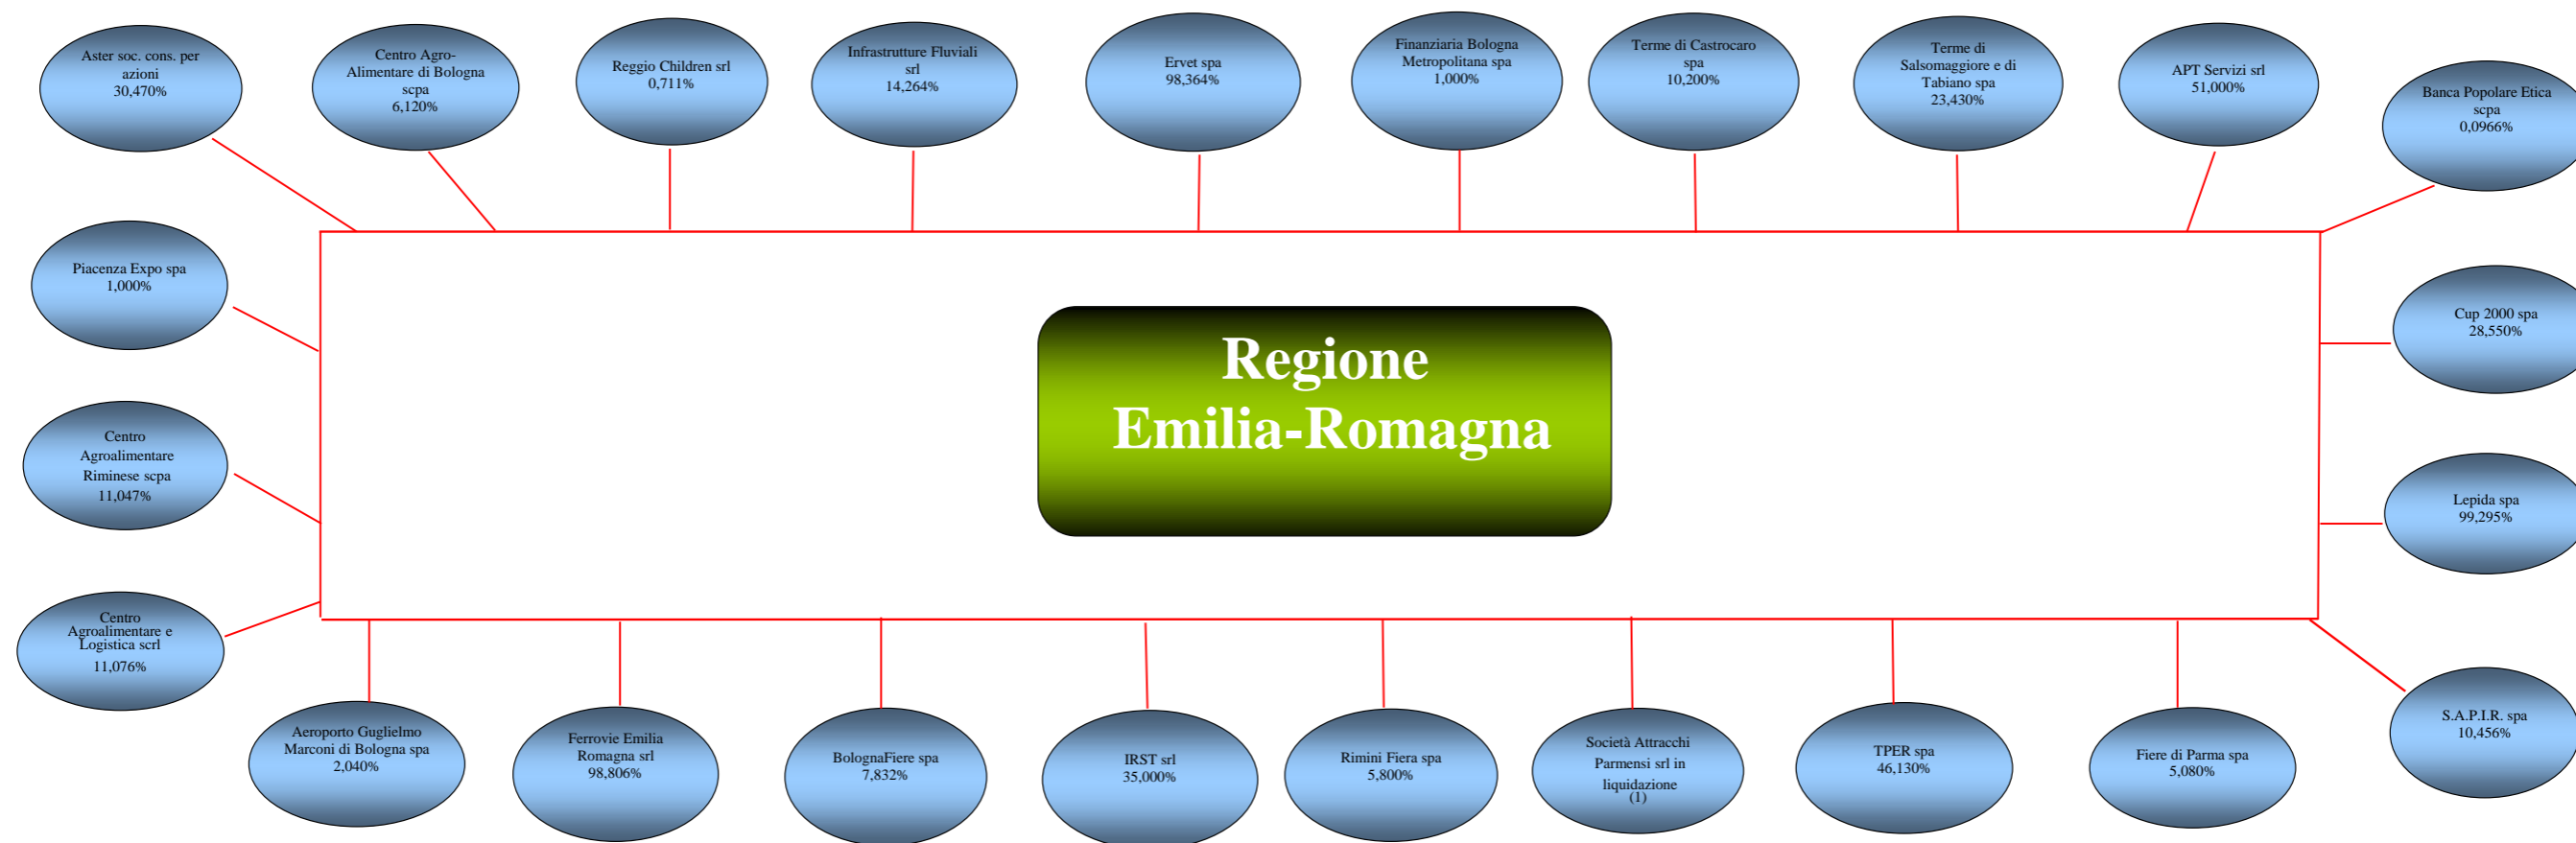 Aster soc. cons. per
azioni
30,470%
Centro Agro-
Alimentare di Bologna
scpa
6,120%
Reggio Children srl
0,711%
Infrastrutture Fluviali
srl
14,264%
Ervet spa
98,364%
Finanziaria Bologna
Metropolitana spa
1,000%
Terme di Castrocaro
spa
10,200%
Terme di
Salsomaggiore e di
Tabiano spa
23,430%
APT Servizi srl
51,000%
Banca Popolare Etica
scpa
0,0966%
Piacenza Expo spa
1,000%
Cup 2000 spa
28,550%
Regione
Emilia-Romagna
Centro
Agroalimentare
Riminese scpa
11,047%
Lepida spa
99,295%
Centro
Agroalimentare e
Logistica scrl
11,076%
Aeroporto Guglielmo
Marconi di Bologna spa
2,040%
Ferrovie Emilia
Romagna srl
98,806%
BolognaFiere spa
7,832%
IRST srl
35,000%
Rimini Fiera spa
5,800%
Società Attracchi
Parmensi srl in
liquidazione
(1)
TPER spa
46,130%
Fiere di Parma spa
5,080%
S.A.P.I.R. spa
10,456%